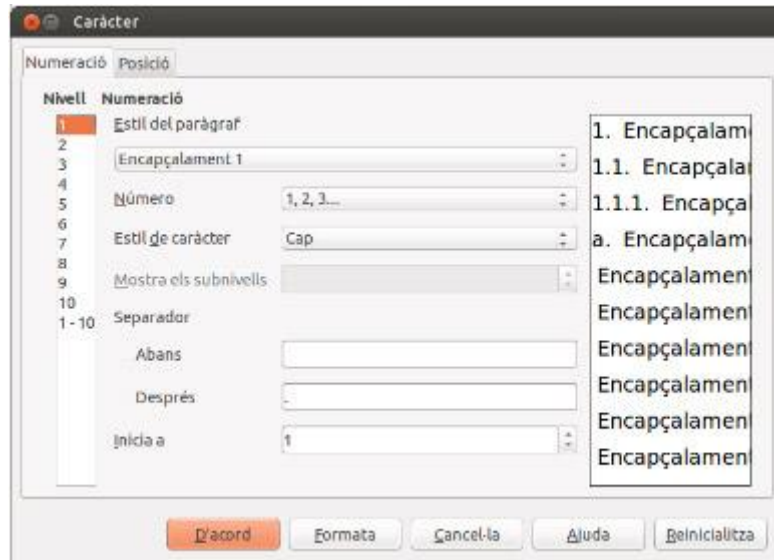 Caràcter
Numeració Posició
Nivell Numeració
1
2
3
4
5
6
7
8
9
10
1 - 10
Estil del paràgraf
Encapçalament 1
Número 1, 2, 3...
Estil de caràcter Cap
Mostra els subnivells
Separador
Abans
Després .
Inicia a 1
1. Encapçalam
1.1. Encapçala
1.1.1. Encapçal
a. Encapçalam
Encapçalament
Encapçalament
Encapçalament
Encapçalament
Encapçalament
Encapçalament
D'acord Formata Cancel·la Ajuda Reinicialitza